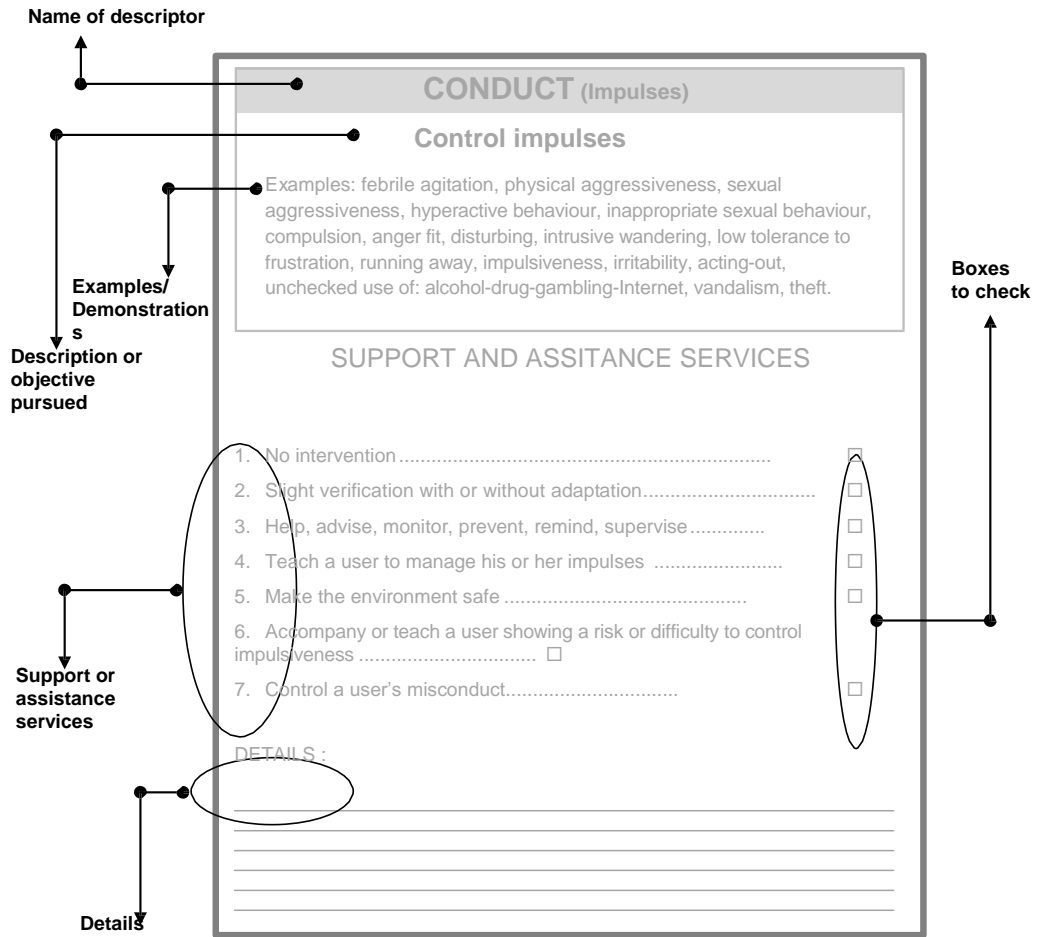 Name of descriptor
CONDUCT (Impulses)
Control impulses
Examples: febrile agitation, physical aggressiveness, sexual
aggressiveness, hyperactive behaviour, inappropriate sexual behaviour,
compulsion, anger fit, disturbing, intrusive wandering, low tolerance to
frustration, running away, impulsiveness, irritability, acting-out,
unchecked use of: alcohol-drug-gambling-Internet, vandalism, theft.
Examples/
Demonstration
s
Boxes
to check
Description or
objective
pursued
SUPPORT AND ASSITANCE SERVICES
1. No intervention ........................................................................ ☐
2. Slight verification with or without adaptation................................ ☐
3. Help, advise, monitor, prevent, remind, supervise.............. ☐
4. Teach a user to manage his or her impulses ........................ ☐
5. Make the environment safe ............................................. ☐
6. Accompany or teach a user showing a risk or difficulty to control
impulsiveness ................................. ☐
7. Control a user's misconduct................................ ☐
Support or
assistance
services
DETAILS :
Details